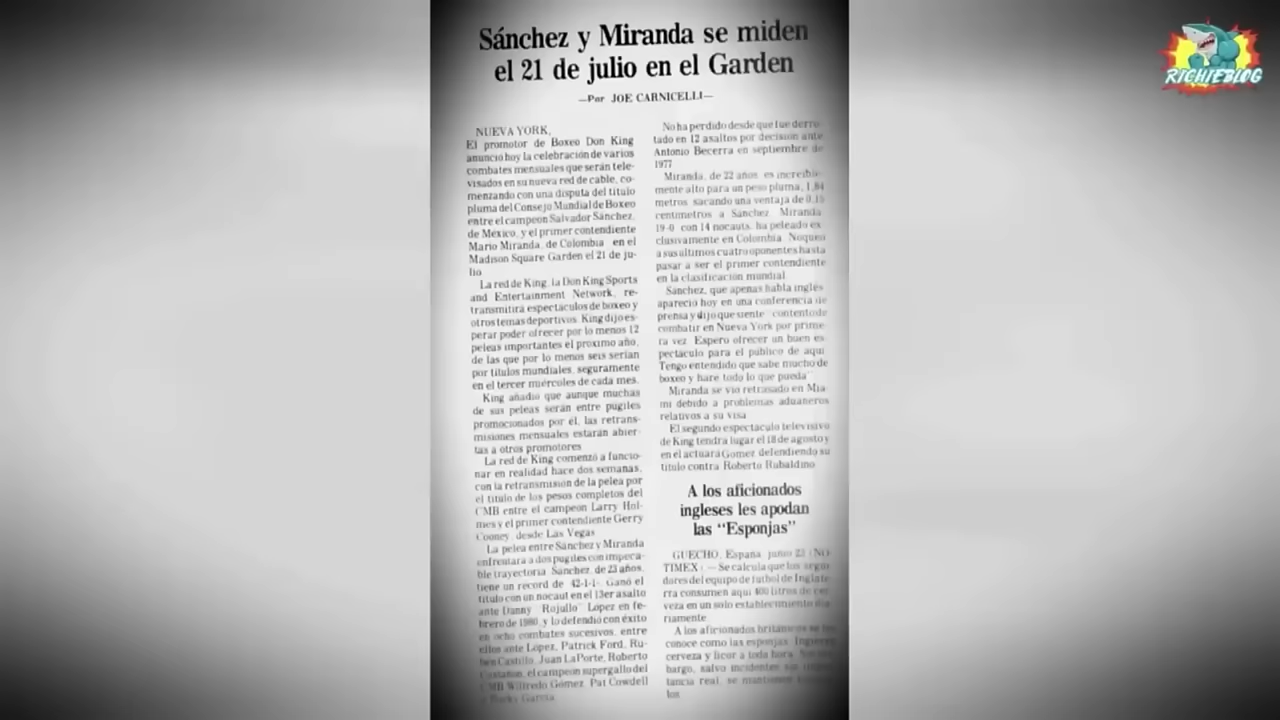 Sánchez y Miranda se miden
el 21 de julio en el Garden
—Por JOE CARNICELLI—
NUEVA YORK,
El promotor de Boxeo Don King
anunció hoy la celebración de varios
combates mensuales que serán tele-
visados en su nueva red de cable, co-
menzando con una disputa del título
pluma del Consejo Mundial de Boxeo
entre el campeón Salvador Sánchez,
de México, y el primer contendiente
Mario Miranda, de Colombia en el
Madison Square Garden el 21 de ju-
lio
La red de King, la Don King Sports
and Entertainment Network, re-
transmitirá espectáculos de boxeo y
otros temas deportivos. King dijo es-
perar poder ofrecer por lo menos 12
peleas importantes el próximo año,
de las que por lo menos seis serían
por títulos mundiales, seguramente
en el tercer miércoles de cada mes.
King añadió que aunque muchas
de sus peleas serán entre púgiles
promocionados por él, las retrans-
misiones mensuales estarán abier-
tas a otros promotores
La red de King comenzó a funcio-
nar en realidad hace dos semanas,
con la retransmisión de la pelea por
el título de los pesos completos del
CMB entre el campeón Larry Hol-
mes y el primer contendiente Gerry
Cooney, desde Las Vegas
La pelea entre Sánchez y Miranda
enfrentará a dos púgiles con impeca-
ble trayectoria. Sánchez, de 23 años,
tiene un récord de 42-1-1. Ganó el
título con un nocaut en el 13er asalto
ante Danny "Rojullo" López en fe-
brero de 1980 y lo defendió con éxito
en ocho combates sucesivos, entre
ellos ante López, Patrick Ford, Ru-
bén Castillo, Juan LaPorte, Roberto
Castañón, el campeón supergallo del
CMB Wilfredo Gómez, Pat Cowdell
y Rocky García
No ha perdido desde que fue derro-
tado en 12 asaltos por decisión ante
Antonio Becerra en septiembre de
1977
Miranda, de 22 años, es increíble-
mente alto para un peso pluma, 1,84
metros, sacando una ventaja de
centímetros a Sánchez. Miranda
19-0 con 14 nocauts, ha peleado ex-
clusivamente en Colombia. Noqueó
a sus últimos cuatro oponentes hasta
pasar a ser el primer contendiente
en la clasificación mundial
Sánchez, que apenas habla inglés
apareció hoy en una conferencia de
prensa y dijo que siente contento de
combatir en Nueva York por prime-
ra vez. Espero ofrecer un buen es-
pectáculo para el público de aquí
Tengo entendido que sabe mucho de
boxeo y haré todo lo que pueda"
Miranda se vio retrasado en Mia-
mi debido a problemas aduaneros
relativos a su visa
El segundo espectáculo televisivo
de King tendrá lugar el 18 de agosto y
en él actuará Gómez defendiendo su
título contra Roberto Rubaldino
A los aficionados
ingleses les apodan
las "Esponjas"
GUECHO, España, junio 23 (NO-
TIMEX) — Se calcula que los segui-
dores del equipo de futbol de Inglate-
rra consumen aquí 400 litros de cer-
veza en un solo establecimiento dia-
riamente
A los aficionados británicos se les
conoce como las esponjas. Ingieren
cerveza y licor a toda hora. Sin em-
bargo, salvo incidentes sin impor-
tancia real, se mantienen
los
RICHIEBLOG